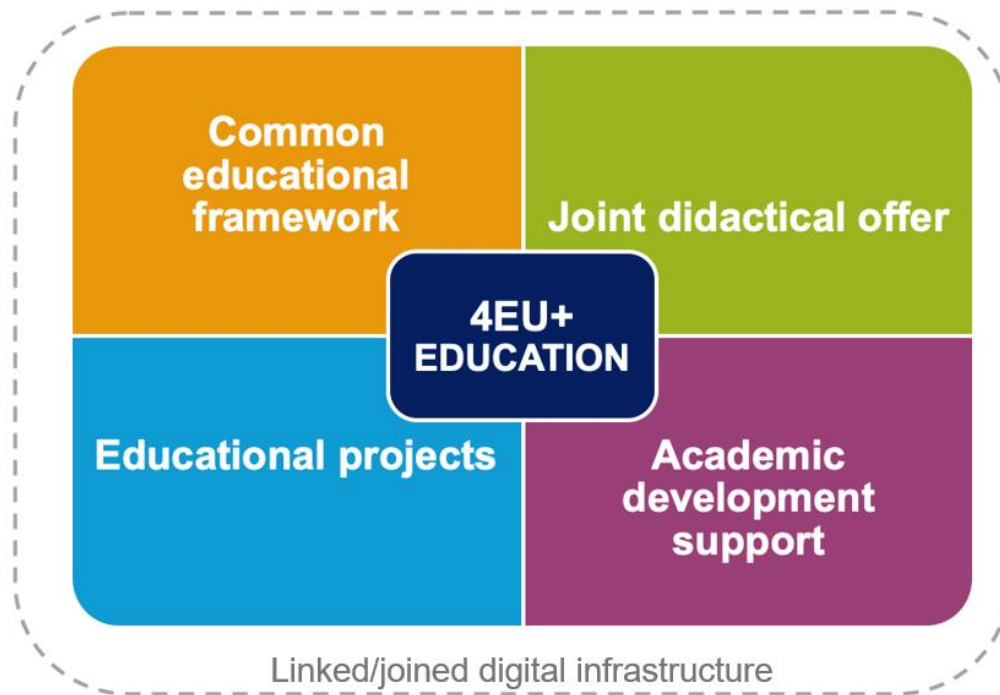 Common
educational
framework
Joint didactical offer
4EU+
EDUCATION
Educational projects
Academic
development
support
Linked/joined digital infrastructure